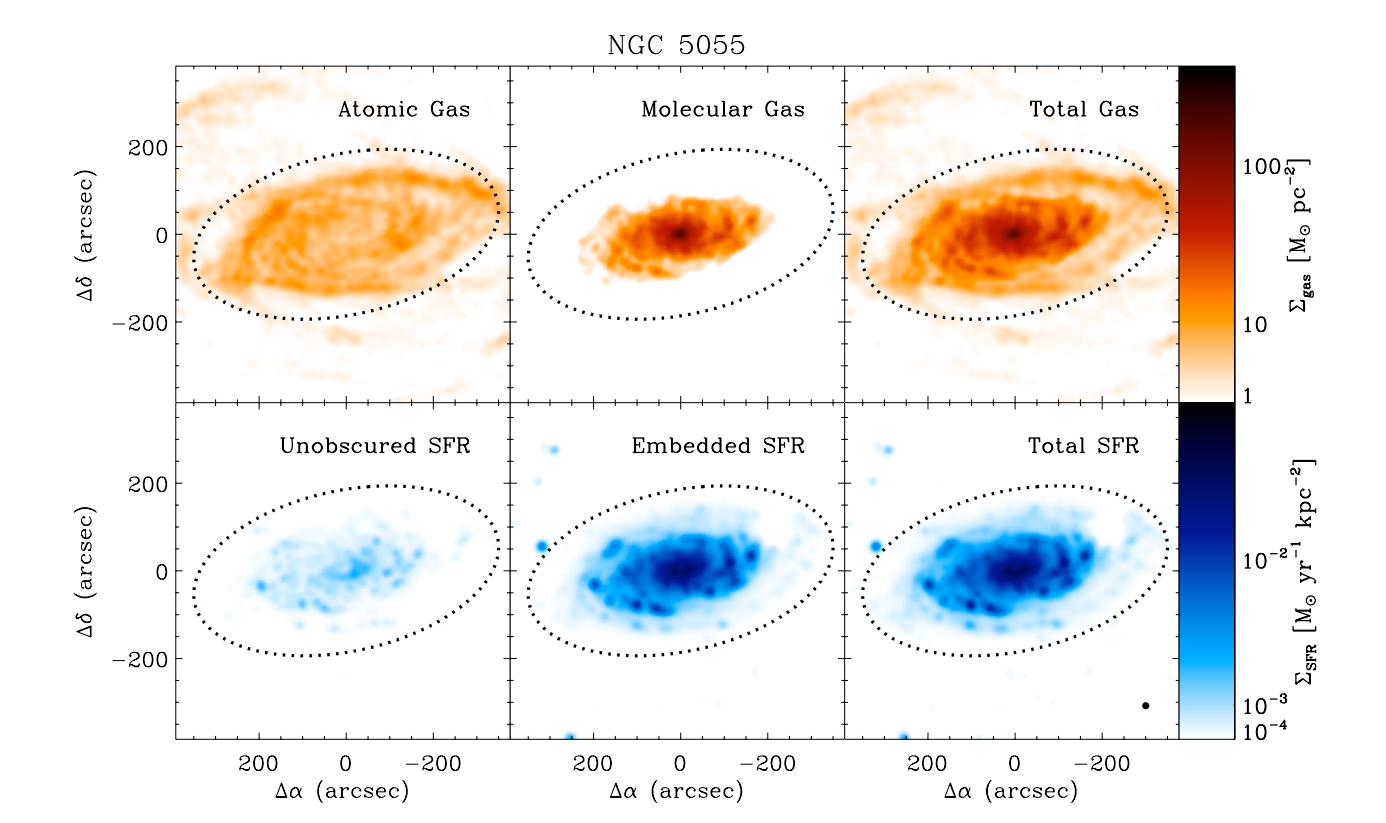 NGC 5055
Atomic Gas
Molecular Gas
Total Gas
200
0
−200
Δδ (arcsec)
100
10
1
Σgas [M⊙ pc⁻²]
Unobscured SFR
Embedded SFR
Total SFR
200
0
−200
Δδ (arcsec)
10⁻²
10⁻³
10⁻⁴
ΣSFR [M⊙ yr⁻¹ kpc⁻²]
200 0 −200
200 0 −200
200 0 −200
Δα (arcsec)
Δα (arcsec)
Δα (arcsec)